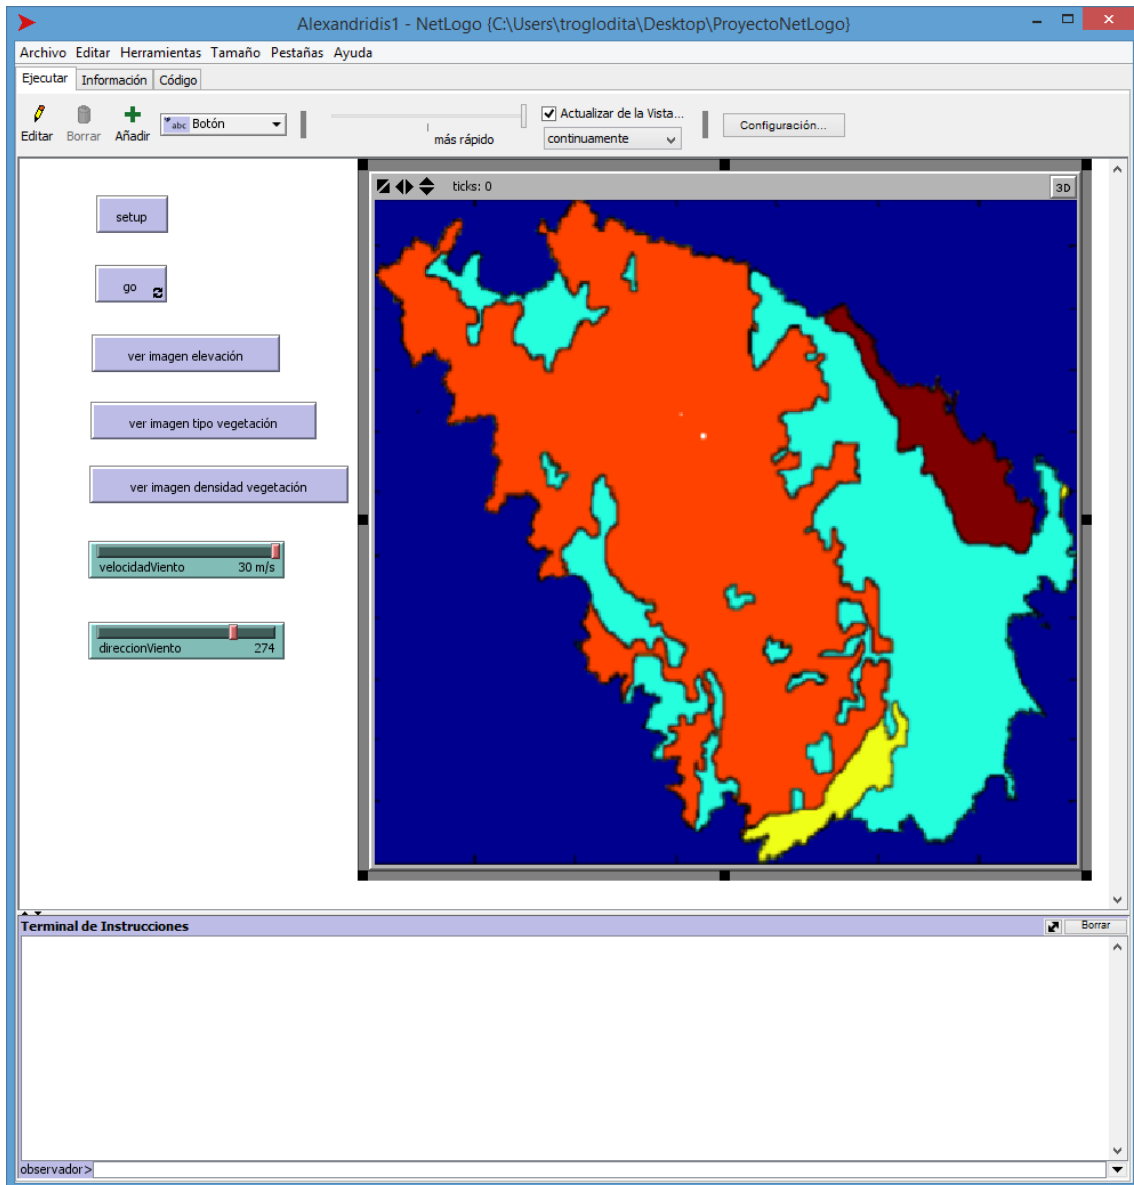 Alexandridis1 - NetLogo {C:\Users\troglodita\Desktop\ProyectoNetLogo}
Archivo Editar Herramientas Tamaño Pestañas Ayuda
Ejecutar Información Código
Editar Borrar Añadir abc Botón más rápido Actualizar de la Vista... continuamente Configuración...
ticks: 0 3D
setup
go
ver imagen elevación
ver imagen tipo vegetación
ver imagen densidad vegetación
velocidadViento 30 m/s
direccionViento 274
Terminal de Instrucciones Borrar
observador>